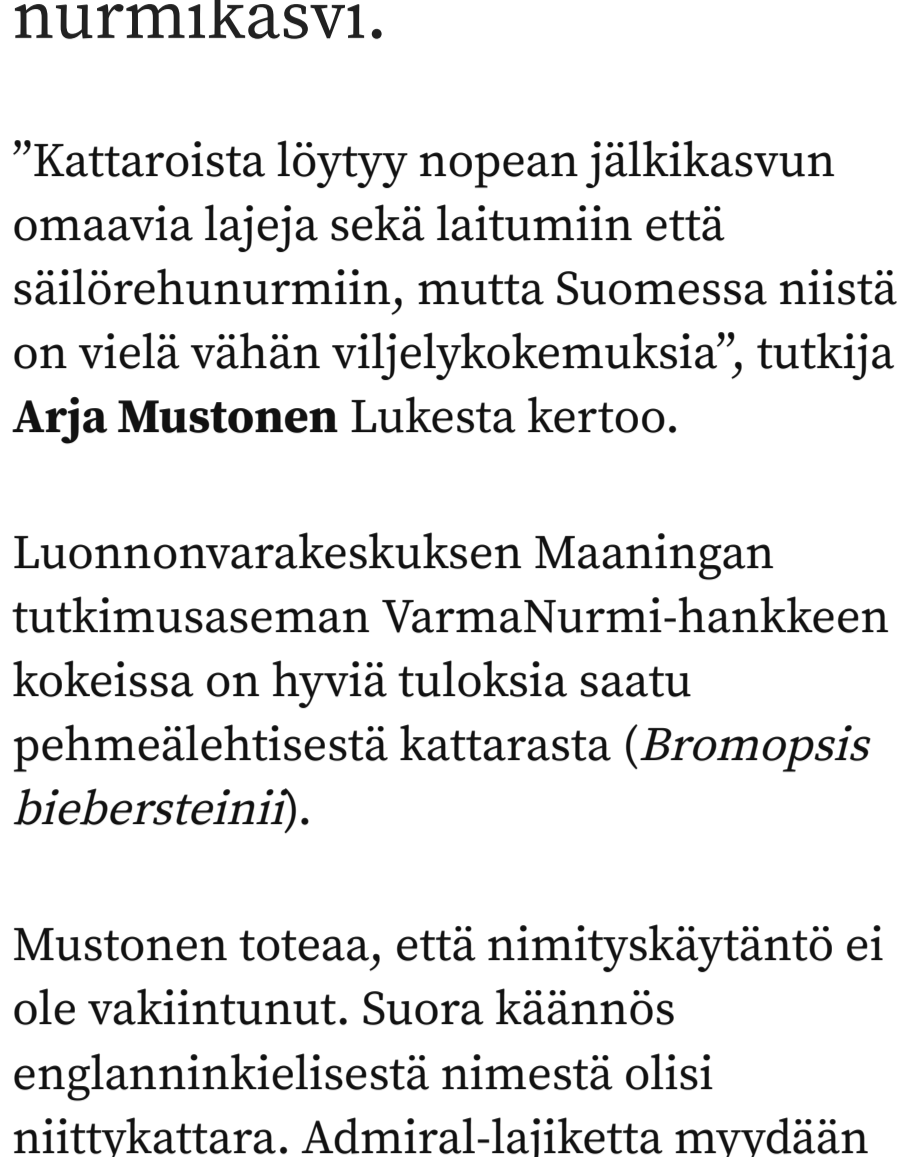 nurmikasvi.
”Kattaroista löytyy nopean jälkikasvun
omaavia lajeja sekä laitumiin että
säilörehunurmiin, mutta Suomessa niistä
on vielä vähän viljelykokemuksia”, tutkija
Arja Mustonen Lukesta kertoo.
Luonnonvarakeskuksen Maaningan
tutkimusaseman VarmaNurmi-hankkeen
kokeissa on hyviä tuloksia saatu
pehmeälehtisestä kattarasta (Bromopsis
biebersteinii).
Mustonen toteaa, että nimityskäytäntö ei
ole vakiintunut. Suora käännös
englanninkielisestä nimestä olisi
niittykattara. Admiral-lajiketta myydään